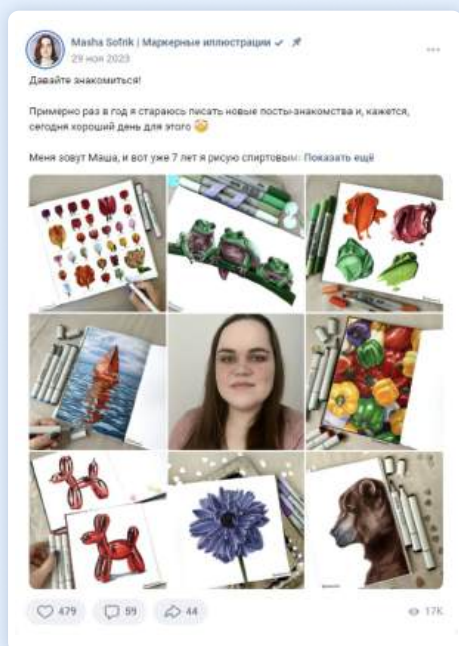 Masha Sofrik | Маркерные иллюстрации
29 ноя 2023
Давайте знакомиться!
Примерно раз в год я стараюсь писать новые посты-знакомства и, кажется,
сегодня хороший день для этого
Меня зовут Маша, и вот уже 7 лет я рисую спиртовым Показать ещё
479
59
44
17K